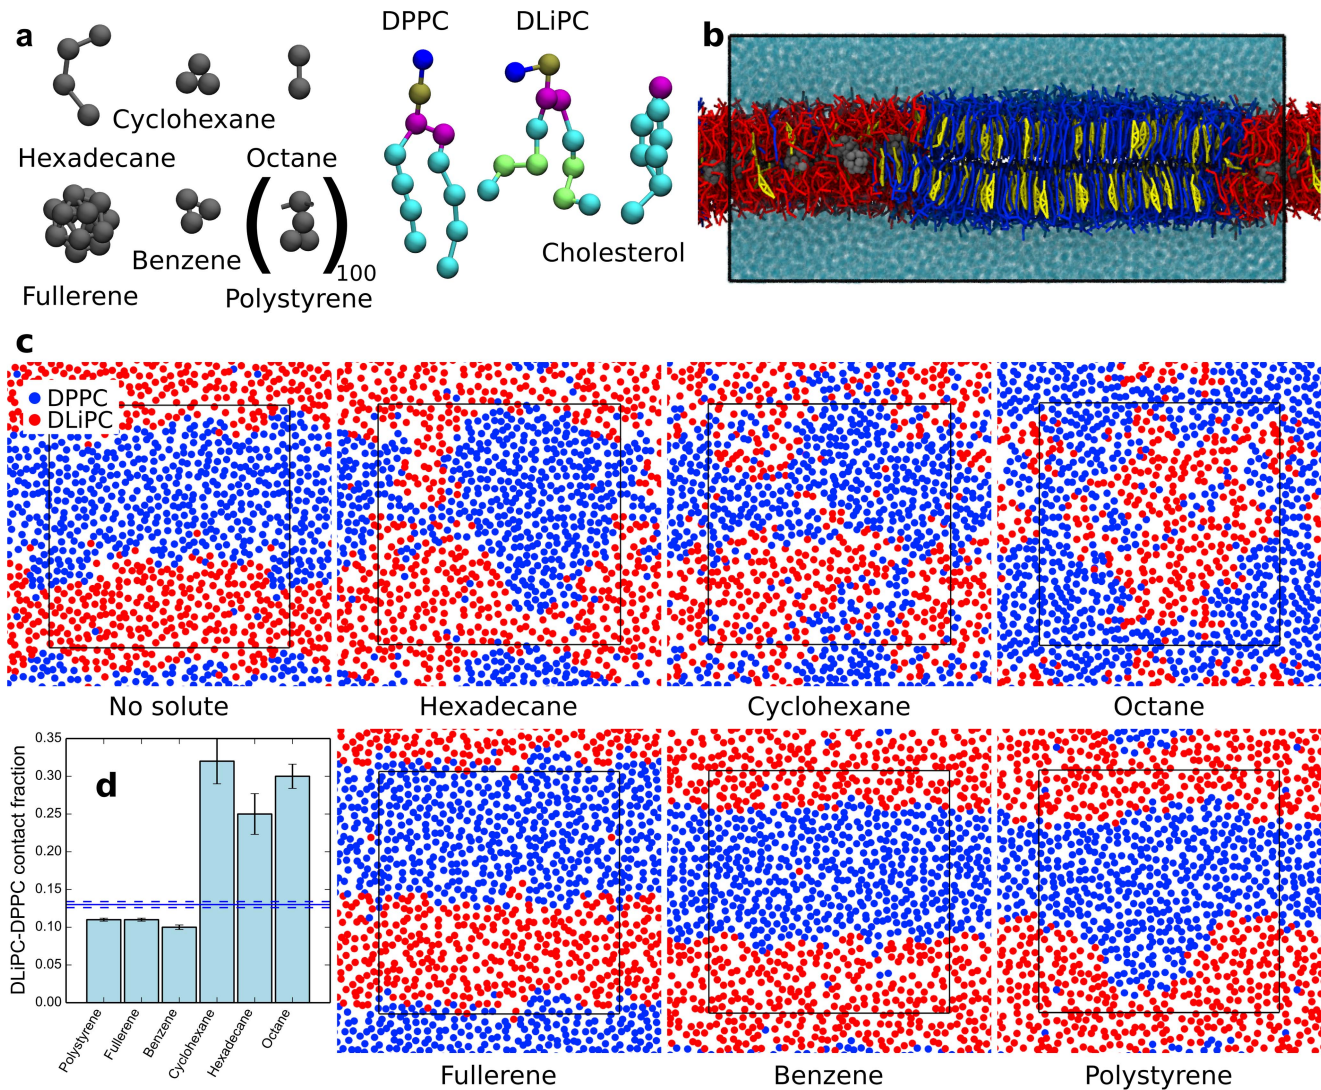 a
DPPC
DLiPC
b
Cyclohexane
Hexadecane
Octane
Benzene
100
Cholesterol
Fullerene
Polystyrene
c
DPPC
DLiPC
No solute
Hexadecane
Cyclohexane
Octane
d
DLiPC-DPPC contact fraction
0.35
0.30
0.25
0.20
0.15
0.10
0.05
0.00
Polystyrene
Fullerene
Benzene
Cyclohexane
Hexadecane
Octane
Fullerene
Benzene
Polystyrene